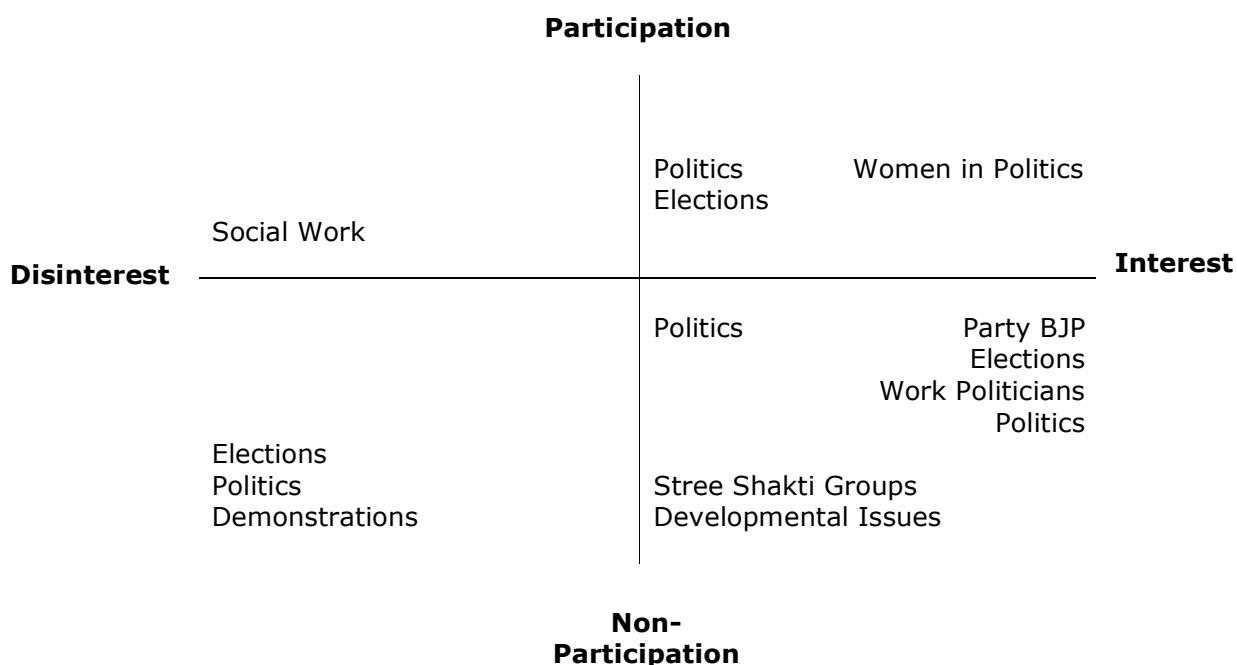 Participation
Politics Women in Politics
Elections
Social Work
Disinterest Interest
Politics Party BJP
Elections
Work Politicians
Politics
Elections
Politics Stree Shakti Groups
Demonstrations Developmental Issues
Non-
Participation